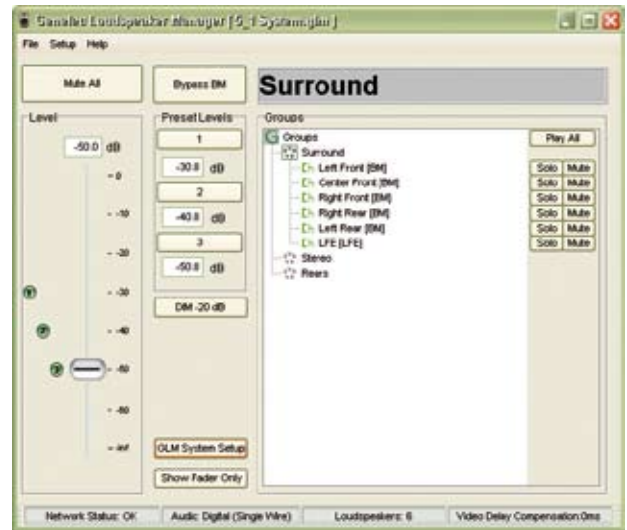 Genelec Loudspeaker Manager [5_1 System.glm]
File Setup Help
Mute All
Bypass BM
Surround
Level
-50.0 dB
- 0
- -10
- -20
- -30
- -40
- -50
- -60
- -inf
Preset Levels
1
-30.8 dB
2
-40.8 dB
3
-50.8 dB
DIM -20 dB
GLM System Setup
Show Fader Only
Groups
Groups
Play All
Surround
Left Front [BM] Solo Mute
Center Front [BM] Solo Mute
Right Front [BM] Solo Mute
Right Rear [BM] Solo Mute
Left Rear [BM] Solo Mute
LFE [LFE] Solo Mute
Stereo
Rears
Network Status: OK
Audio: Digital (Single Wire)
Loudspeakers: 6
Video Delay Compensation:0ms